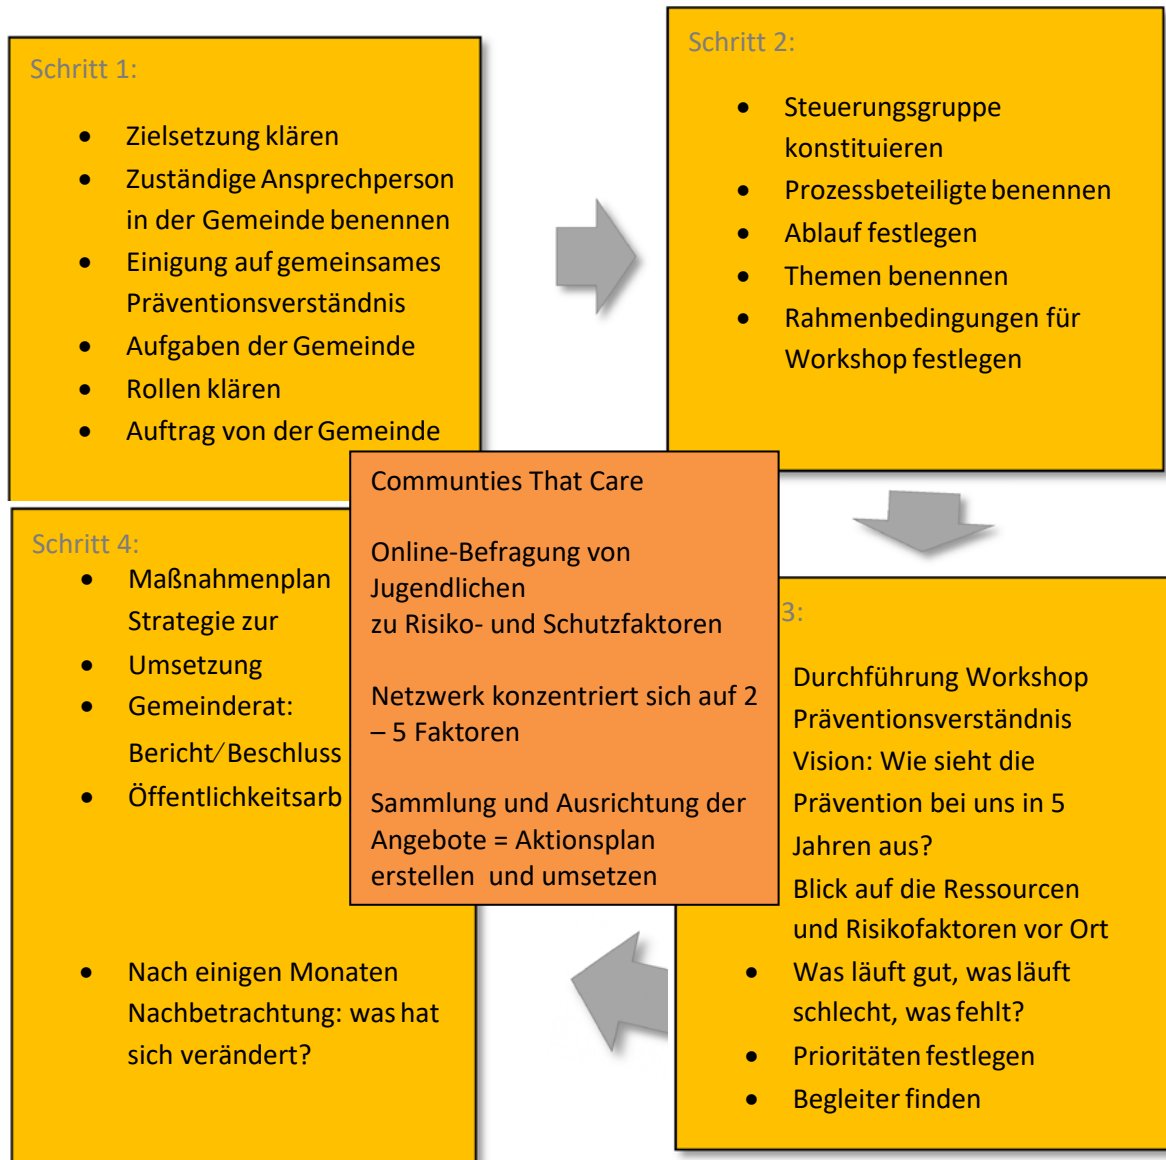 Schritt 1:
• Zielsetzung klären
• Zuständige Ansprechperson
in der Gemeinde benennen
• Einigung auf gemeinsames
Präventionsverständnis
• Aufgaben der Gemeinde
• Rollen klären
• Auftrag von der Gemeinde
Schritt 2:
• Steuerungsgruppe
konstituieren
• Prozessbeteiligte benennen
• Ablauf festlegen
• Themen benennen
• Rahmenbedingungen für
Workshop festlegen
Communties That Care
Online-Befragung von
Jugendlichen
zu Risiko- und Schutzfaktoren
Netzwerk konzentriert sich auf 2
– 5 Faktoren
Sammlung und Ausrichtung der
Angebote = Aktionsplan
erstellen und umsetzen
3:
Durchführung Workshop
Präventionsverständnis
Vision: Wie sieht die
Prävention bei uns in 5
Jahren aus?
Blick auf die Ressourcen
und Risikofaktoren vor Ort
• Was läuft gut, was läuft
schlecht, was fehlt?
• Prioritäten festlegen
• Begleiter finden
Schritt 4:
• Maßnahmenplan
Strategie zur
• Umsetzung
• Gemeinderat:
Bericht/Beschluss
• Öffentlichkeitsarb
• Nach einigen Monaten
Nachbetrachtung: was hat
sich verändert?